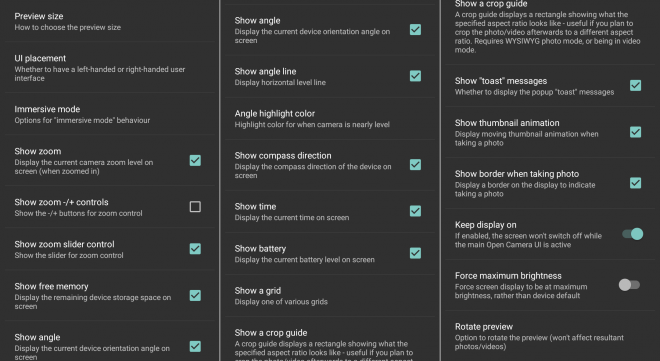 Preview size
How to choose the preview size
UI placement
Whether to have a left-handed or right-handed user
interface
Immersive mode
Options for "immersive mode" behaviour
Show zoom
Display the current camera zoom level on
screen (when zoomed in)
Show zoom -/+ controls
Show the -/+ buttons for zoom control
Show zoom slider control
Show the slider for zoom control
Show free memory
Display the remaining device storage space on
screen
Show angle
Display the current device orientation angle on
screen
Show angle
Display the current device orientation angle on
screen
Show angle line
Display horizontal level line
Angle highlight color
Highlight color for when camera is nearly level
Show compass direction
Display the compass direction of the device on
screen
Show time
Display the current time on screen
Show battery
Display the current battery level on screen
Show a grid
Display one of various grids
Show a crop guide
A crop guide displays a rectangle showing what the
specified aspect ratio looks like - useful if you plan to
crop the photo/video afterwards to a different aspect
Show a crop guide
A crop guide displays a rectangle showing what the
specified aspect ratio looks like - useful if you plan to
crop the photo/video afterwards to a different aspect
ratio. Requires WYSIWYG photo mode, or being in video
mode.
Show "toast" messages
Whether to display the popup "toast" messages
Show thumbnail animation
Display moving thumbnail animation when
taking a photo
Show border when taking photo
Display a border on the display to indicate
taking a photo
Keep display on
If enabled, the screen won't switch off while
the main Open Camera UI is active
Force maximum brightness
Force screen display to be at maximum
brightness, rather than device default
Rotate preview
Option to rotate the preview (won't affect resultant
photos/videos)